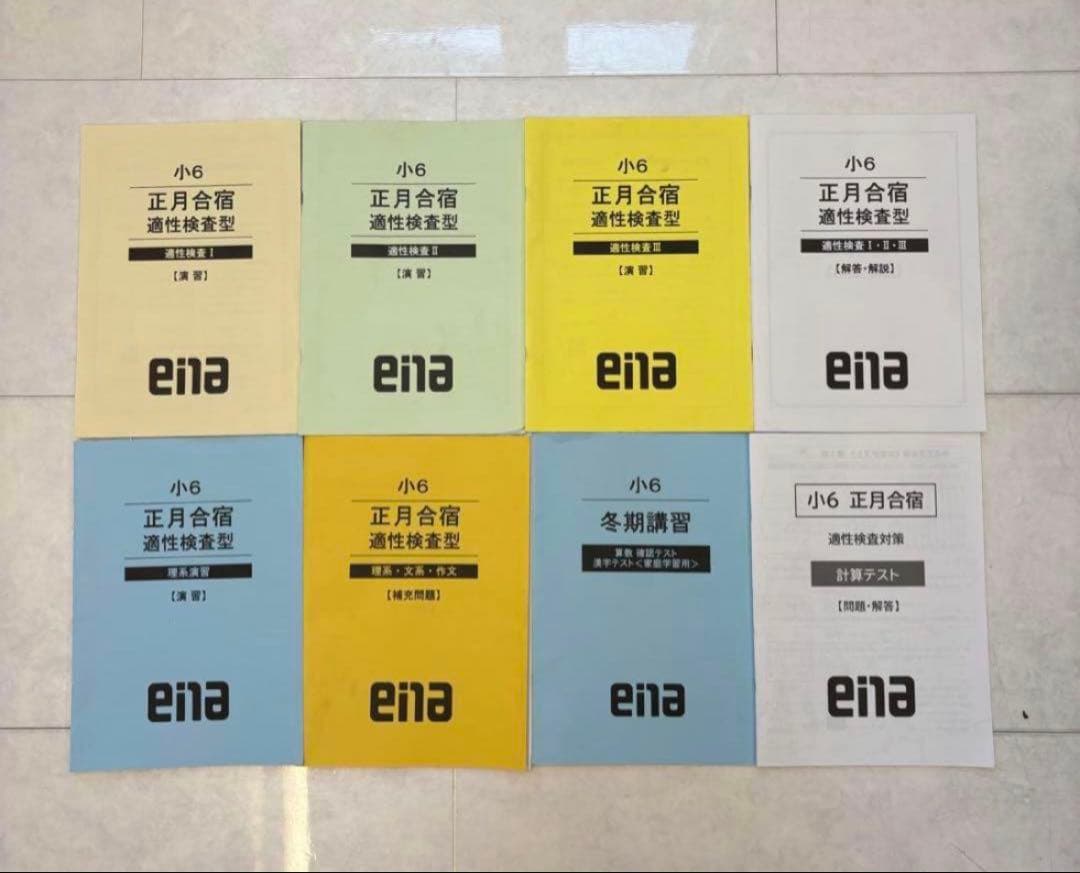 小6
正月合宿
適性検査型
適性検査Ⅰ
【演習】
ena
小6
正月合宿
適性検査型
適性検査Ⅱ
【演習】
ena
小6
正月合宿
適性検査型
適性検査Ⅲ
【演習】
ena
小6
正月合宿
適性検査型
適性検査Ⅰ・Ⅱ・Ⅲ
【解答・解説】
ena
小6
正月合宿
適性検査型
理系演習
【演習】
ena
小6
正月合宿
適性検査型
理系・文系・作文
【補充問題】
ena
小6
冬期講習
算数 確認テスト
漢字テスト<家庭学習用>
ena
小6 正月合宿
適性検査対策
計算テスト
【問題・解答】
ena